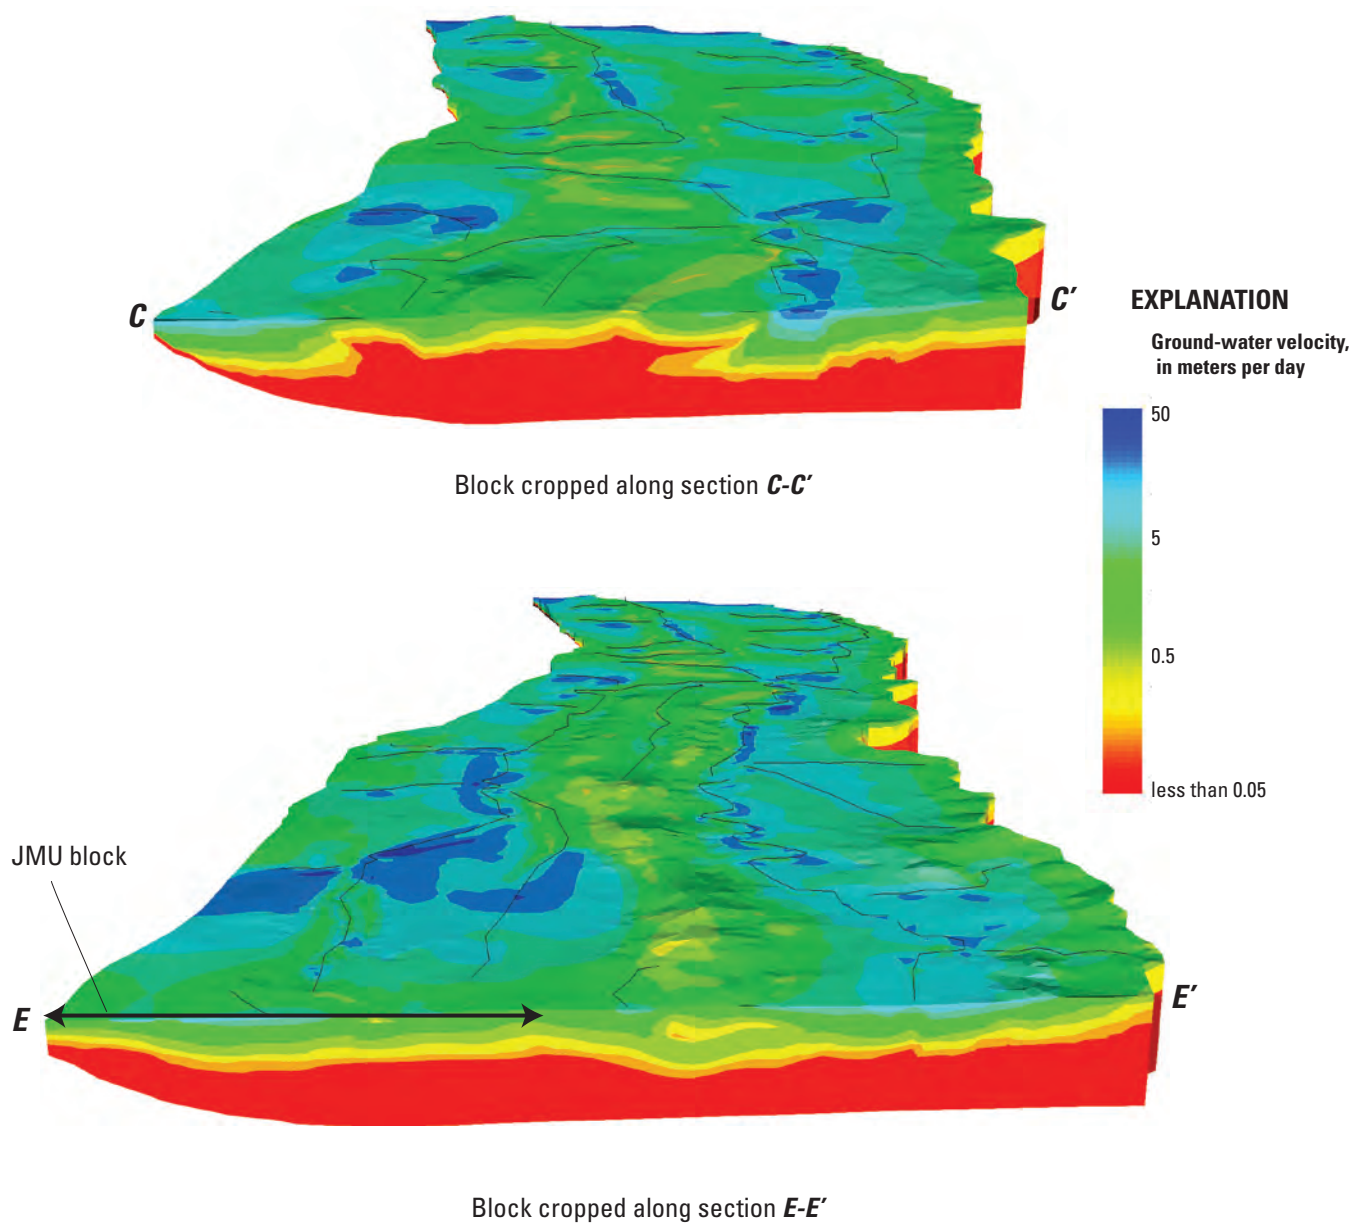 C
C’
EXPLANATION
Ground-water velocity,
in meters per day
50
5
0.5
less than 0.05
Block cropped along section C-C’
JMU block
E
E’
Block cropped along section E-E’